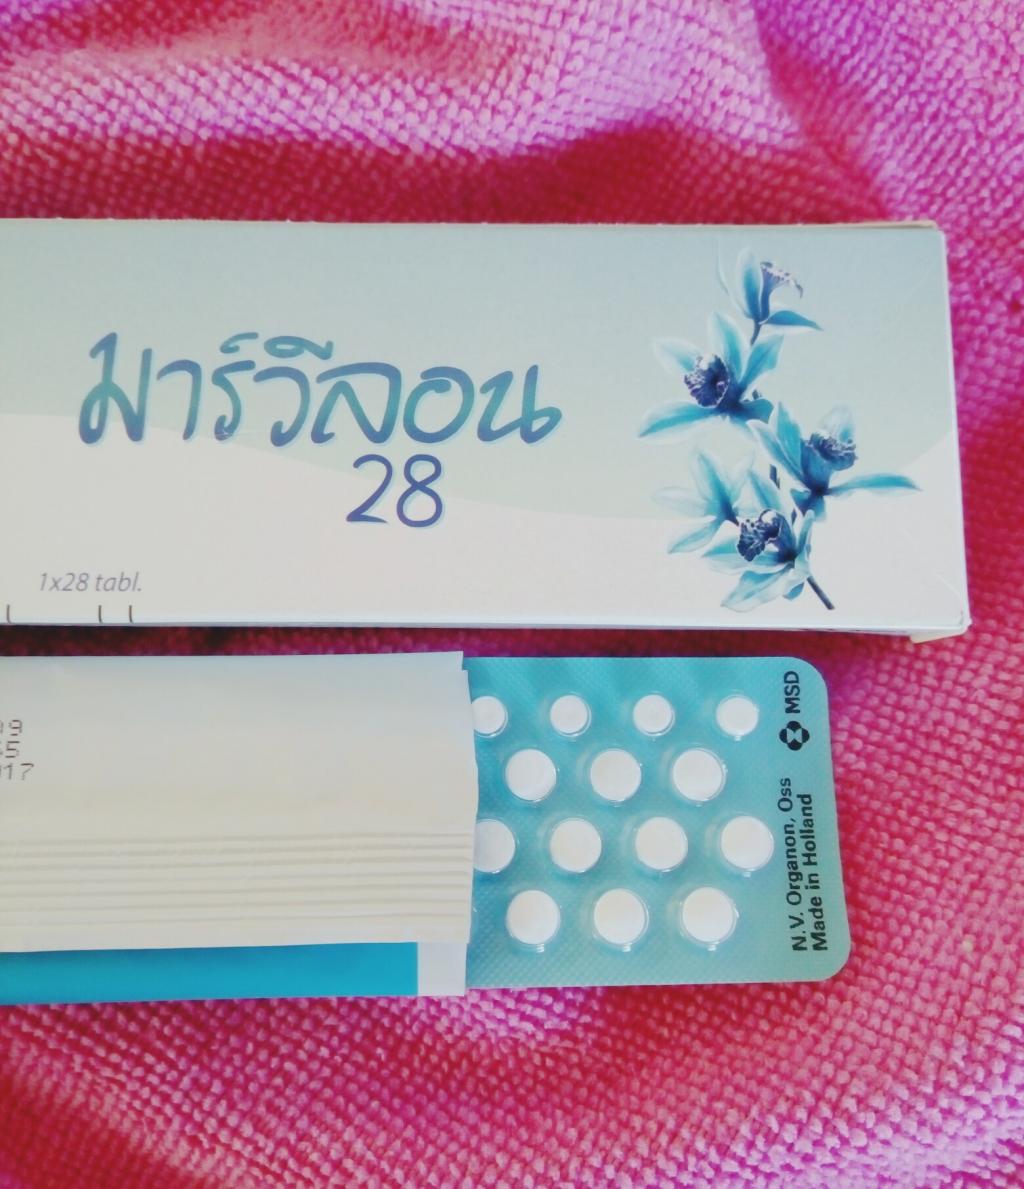 มาร์วีลอน
28
1x28 tabl.
MSD
N.V. Organon, Oss
Made in Holland